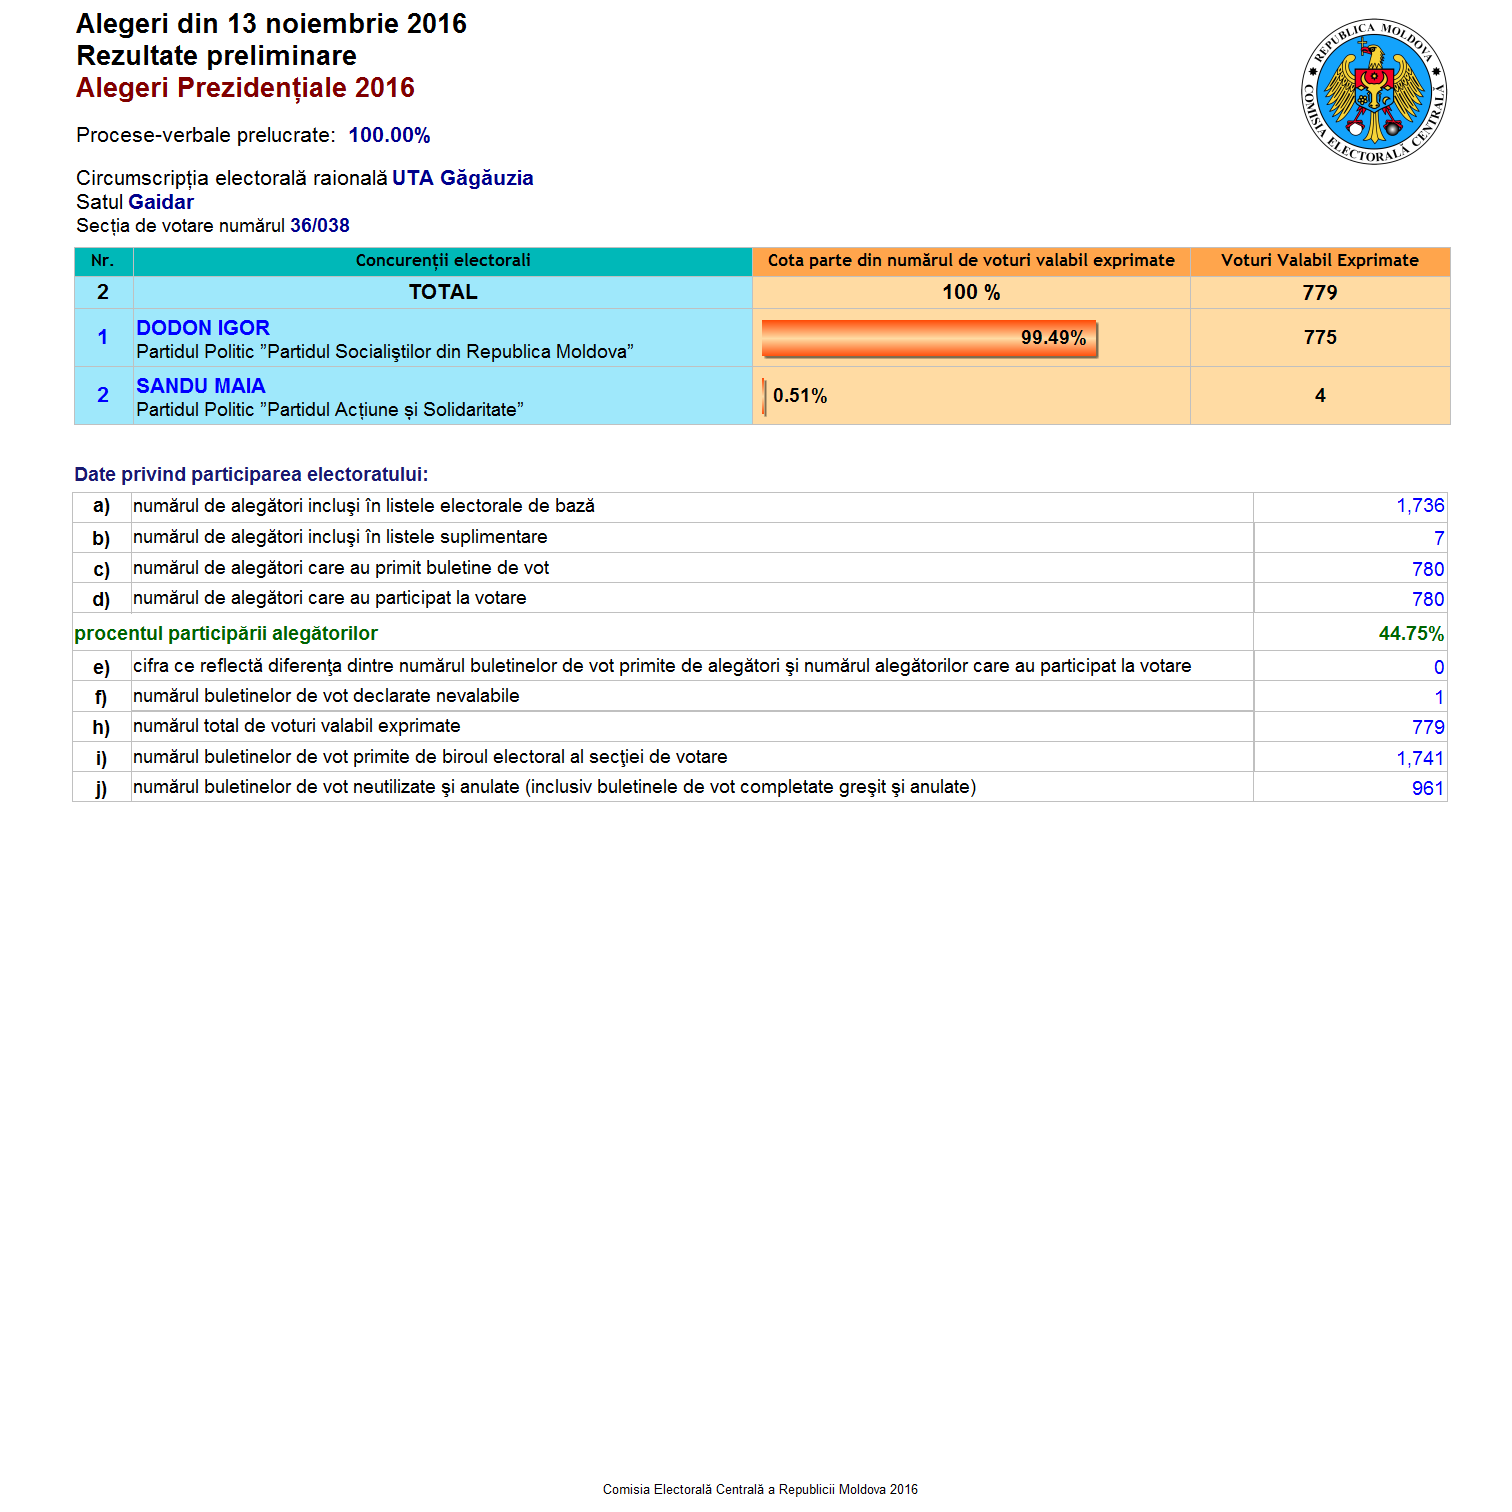 Alegeri din 13 noiembrie 2016
Rezultate preliminare
Alegeri Prezidențiale 2016
REPUBLICA MOLDOVA
COMISIA ELECTORALĂ CENTRALĂ
Procese-verbale prelucrate: 100.00%
Circumscripția electorală raională UTA Găgăuzia
Satul Gaidar
Secția de votare numărul 36/038
Nr. Concurenții electorali Cota parte din numărul de voturi valabil exprimate Voturi Valabil Exprimate
2 TOTAL 100 % 779
1 DODON IGOR 99.49% 775
Partidul Politic ”Partidul Socialiştilor din Republica Moldova”
2 SANDU MAIA 0.51% 4
Partidul Politic ”Partidul Acțiune și Solidaritate”
Date privind participarea electoratului:
a) numărul de alegători incluşi în listele electorale de bază 1,736
b) numărul de alegători incluşi în listele suplimentare 7
c) numărul de alegători care au primit buletine de vot 780
d) numărul de alegători care au participat la votare 780
procentul participării alegătorilor 44.75%
e) cifra ce reflectă diferenţa dintre numărul buletinelor de vot primite de alegători şi numărul alegătorilor care au participat la votare 0
f) numărul buletinelor de vot declarate nevalabile 1
h) numărul total de voturi valabil exprimate 779
i) numărul buletinelor de vot primite de biroul electoral al secţiei de votare 1,741
j) numărul buletinelor de vot neutilizate şi anulate (inclusiv buletinele de vot completate greşit şi anulate) 961
Comisia Electorală Centrală a Republicii Moldova 2016